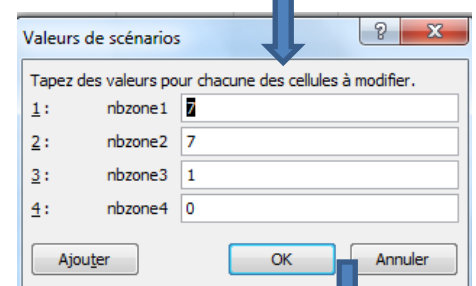 Valeurs de scénarios
Tapez des valeurs pour chacune des cellules à modifier.
1: nbzone1 7
2: nbzone2 7
3: nbzone3 1
4: nbzone4 0
Ajouter OK Annuler